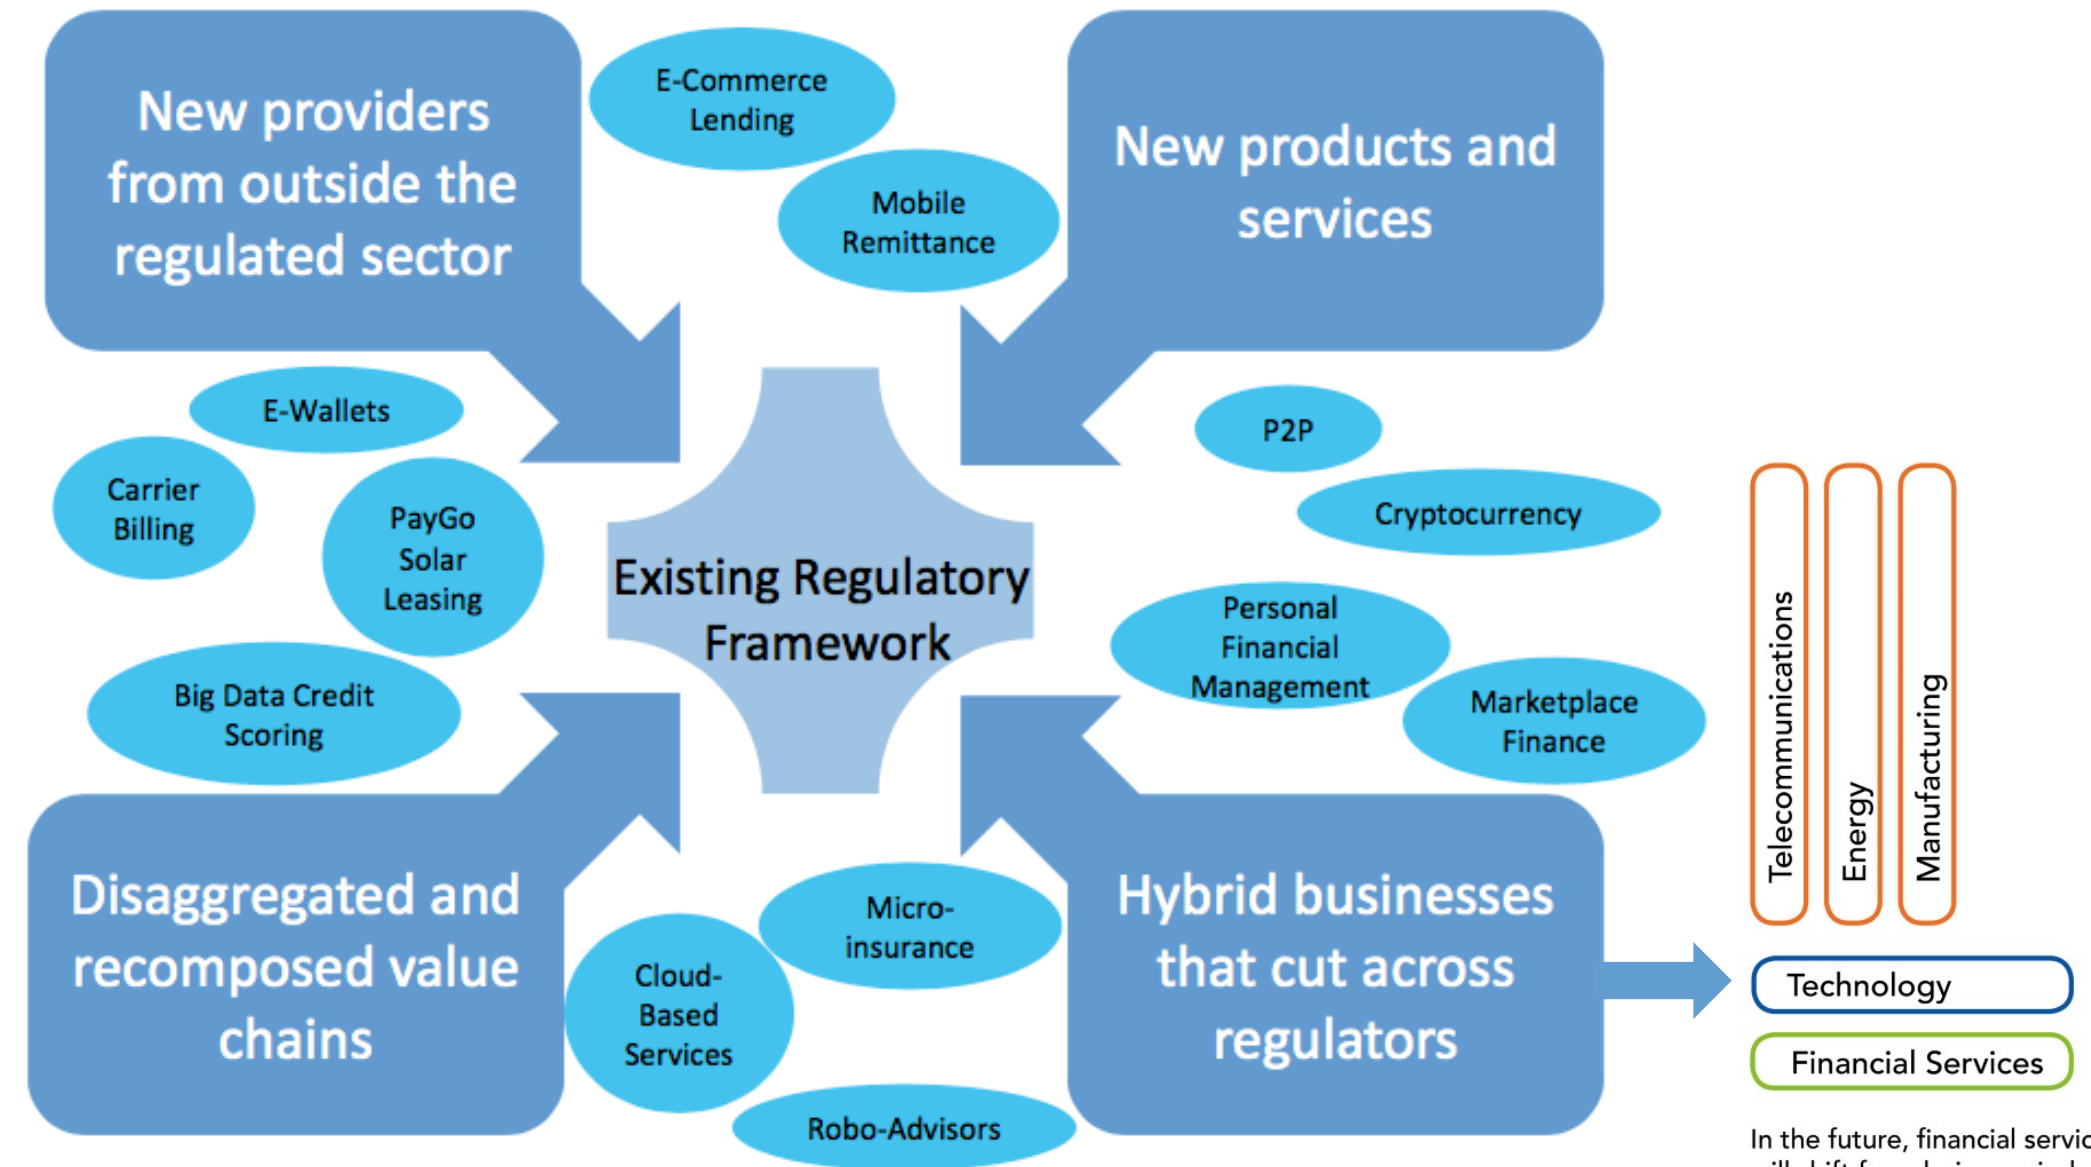 New providers
from outside the
regulated sector
E-Commerce
Lending
Mobile
Remittance
New products and
services
E-Wallets
Carrier
Billing
PayGo
Solar
Leasing
Big Data Credit
Scoring
Existing Regulatory
Framework
P2P
Cryptocurrency
Personal
Financial
Management
Marketplace
Finance
Disaggregated and
recomposed value
chains
Micro-
insurance
Cloud-
Based
Services
Robo-Advisors
Hybrid businesses
that cut across
regulators
Telecommunications
Energy
Manufacturing
Technology
Financial Services
In the future, financial